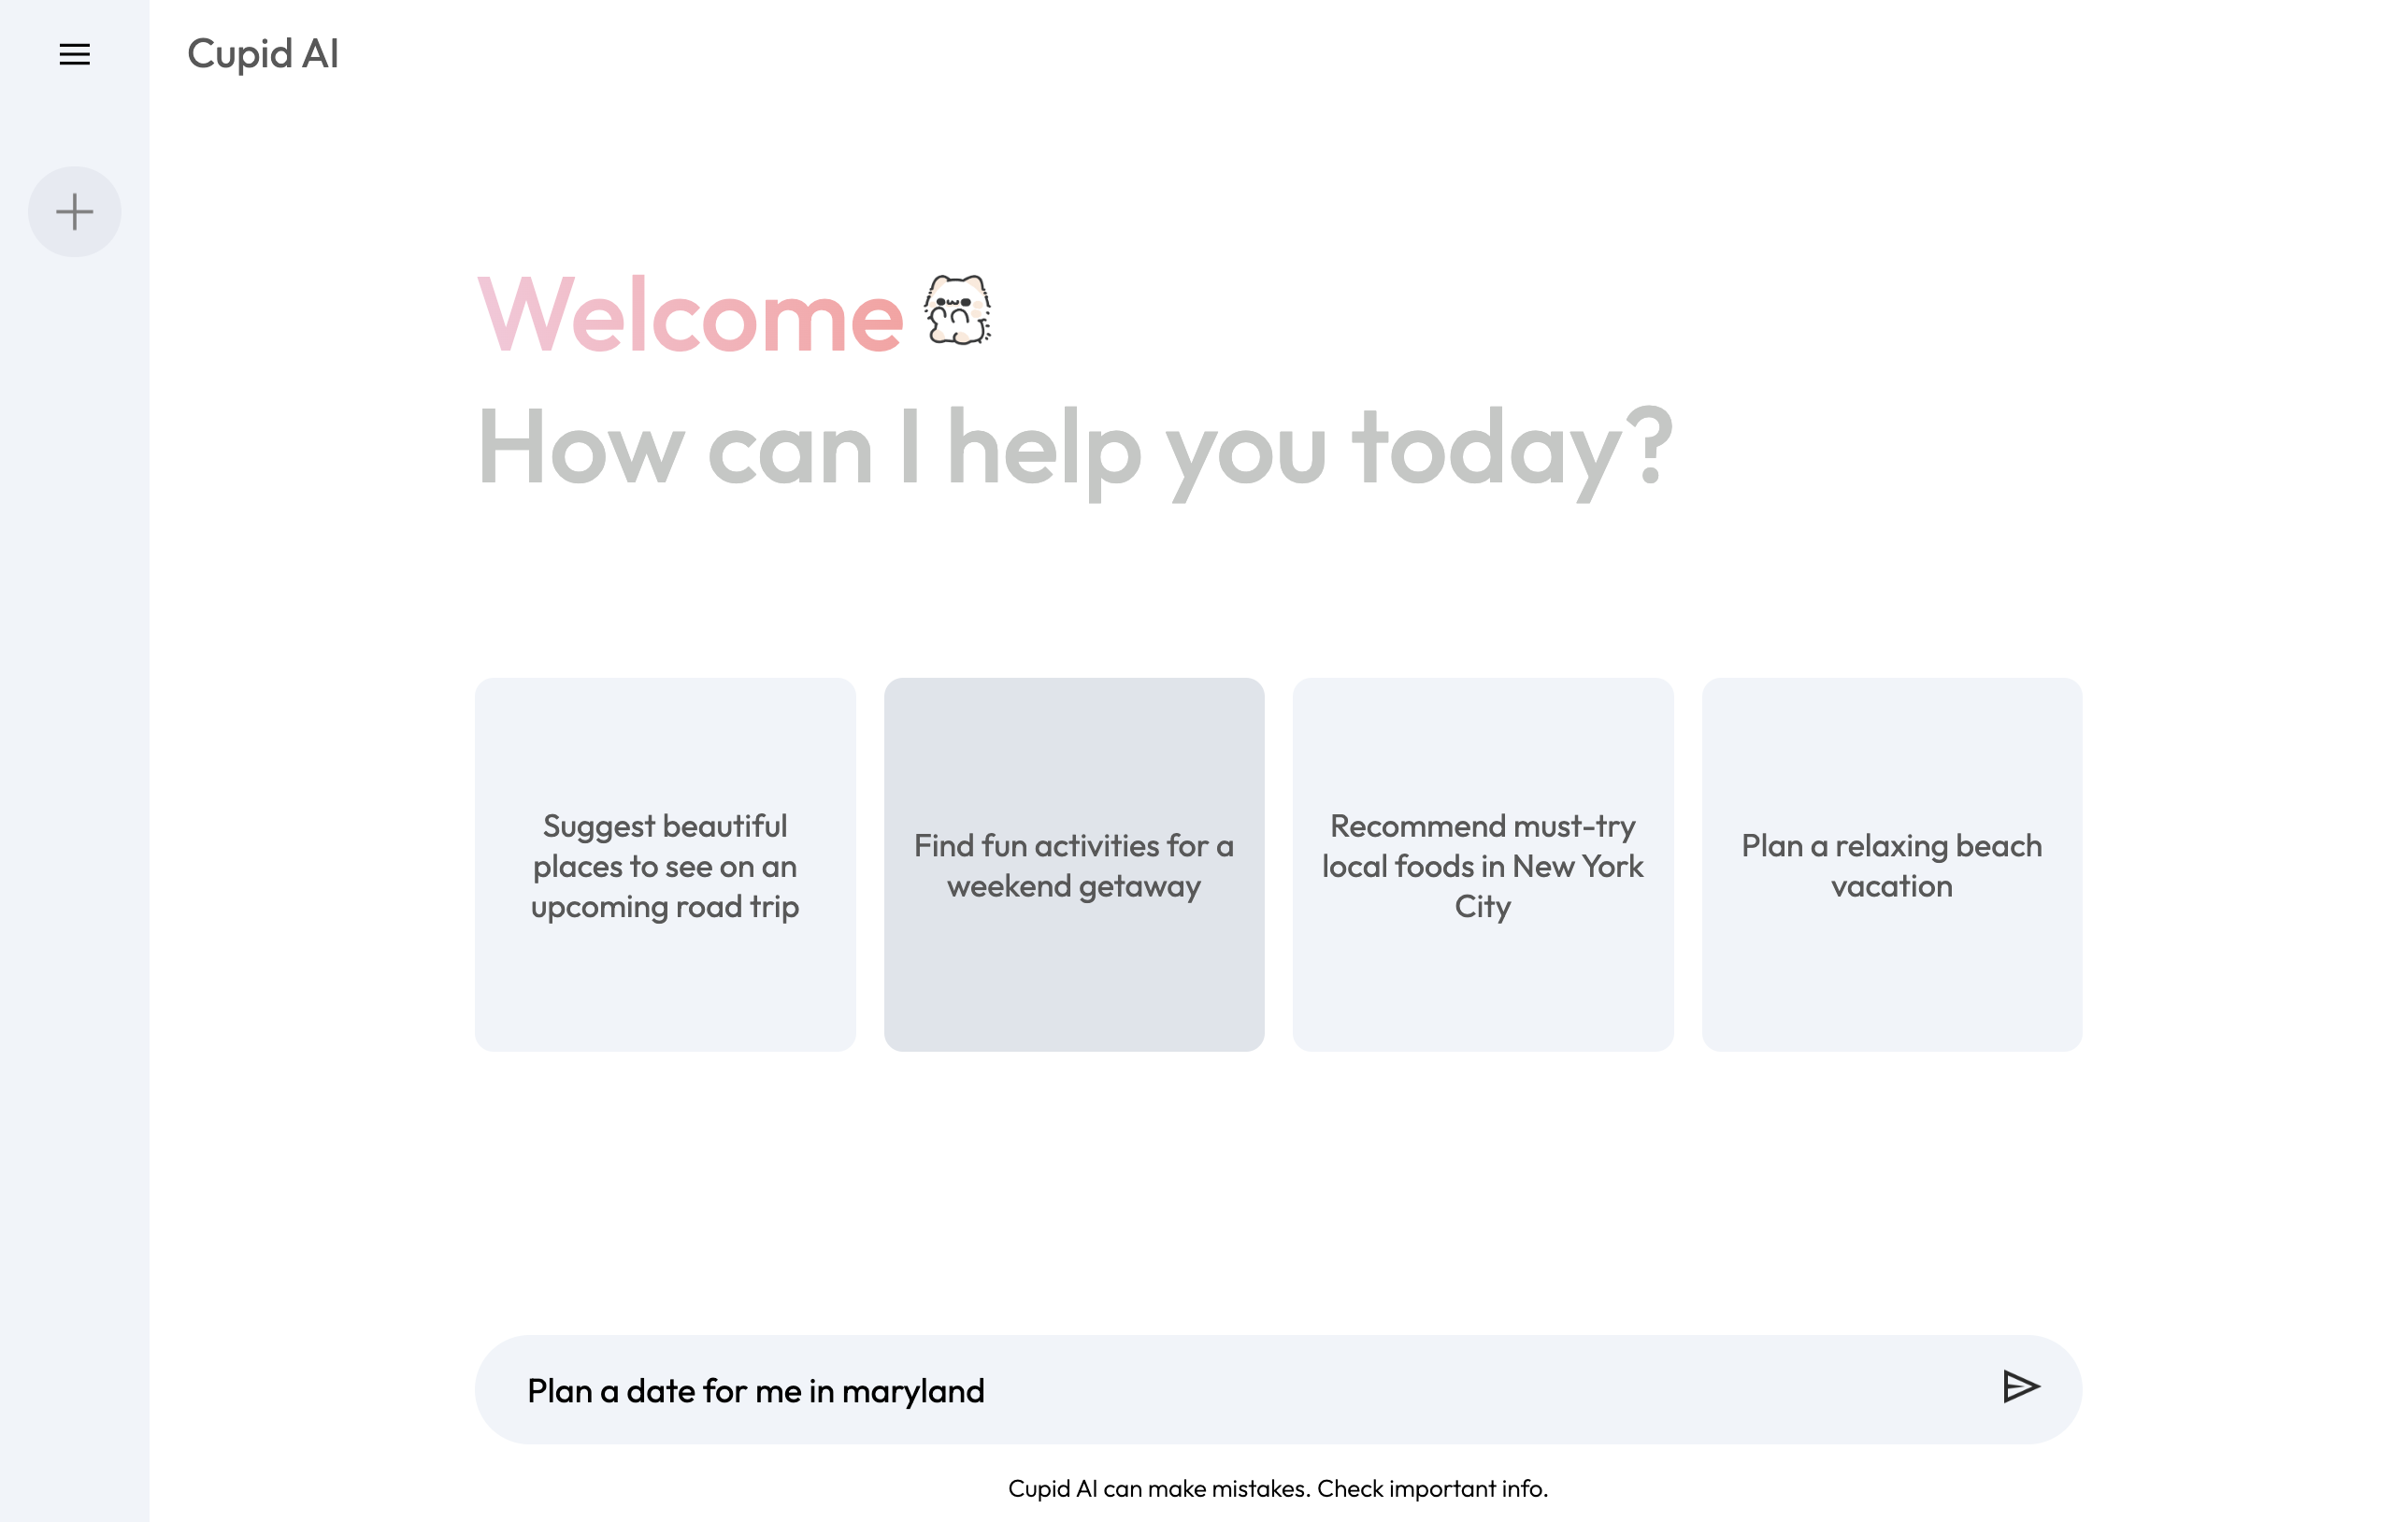 Cupid AI
Welcome
How can I help you today?
Suggest beautiful
places to see on an
upcoming road trip
Find fun activities for a
weekend getaway
Recommend must-try
local foods in New York
City
Plan a relaxing beach
vacation
Plan a date for me in maryland
Cupid AI can make mistakes. Check important info.